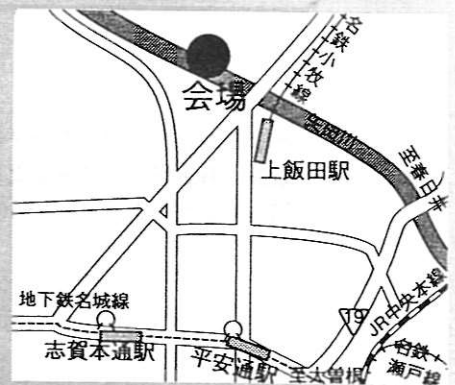 名鉄小牧線
会場
上飯田駅
至春日井
地下鉄名城線
志賀本通駅
平安通駅
至大曽根
19
JR中央本線
名鉄
瀬戸線